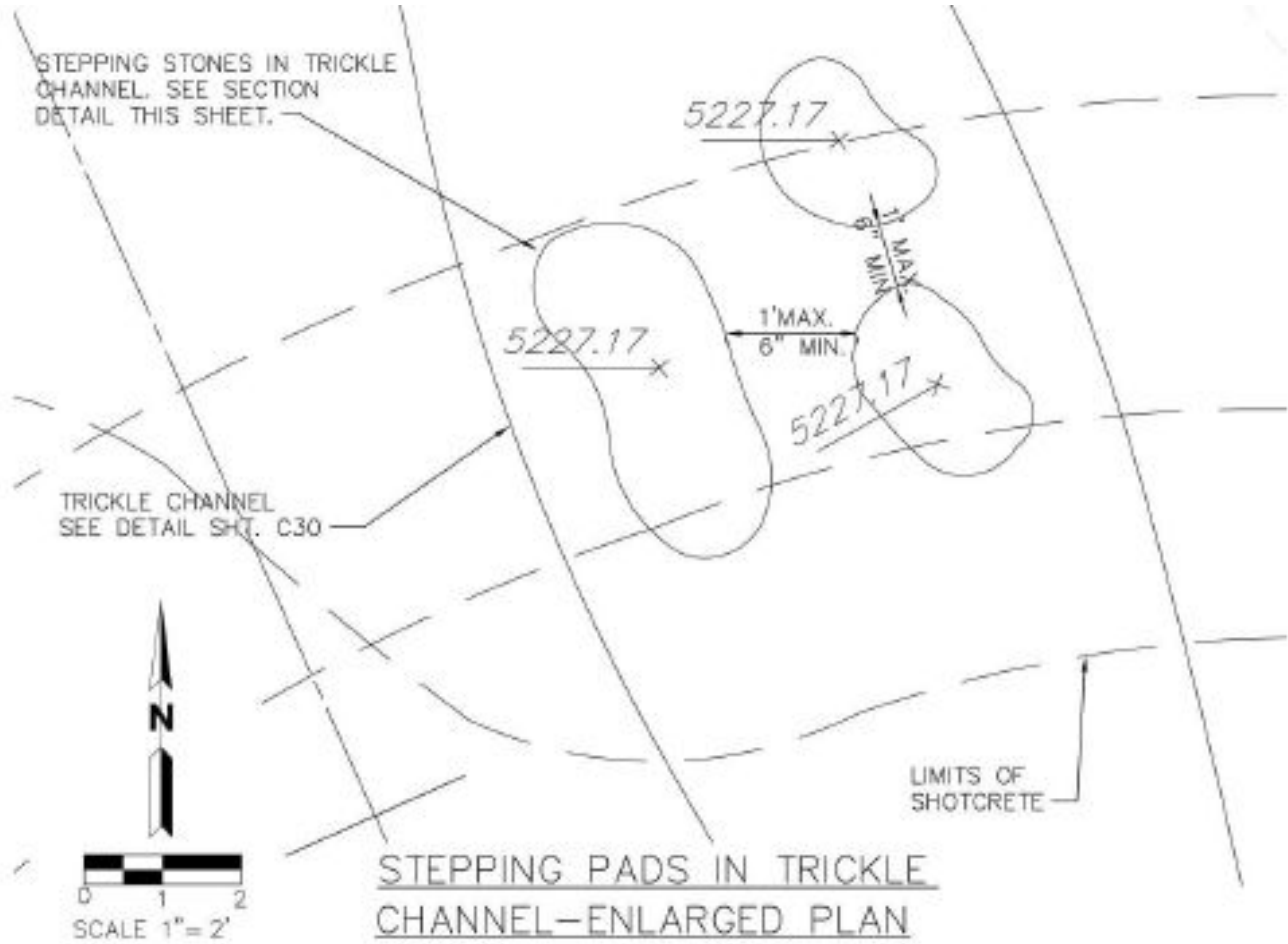 STEPPING STONES IN TRICKLE
CHANNEL. SEE SECTION
DETAIL THIS SHEET.
5227.17
1' MAX.
6" MIN.
5227.17
1'MAX.
6" MIN.
5227.17
TRICKLE CHANNEL
SEE DETAIL SHT. C30
N
LIMITS OF
SHOTCRETE
0 1 2
SCALE 1"= 2'
STEPPING PADS IN TRICKLE
CHANNEL-ENLARGED PLAN